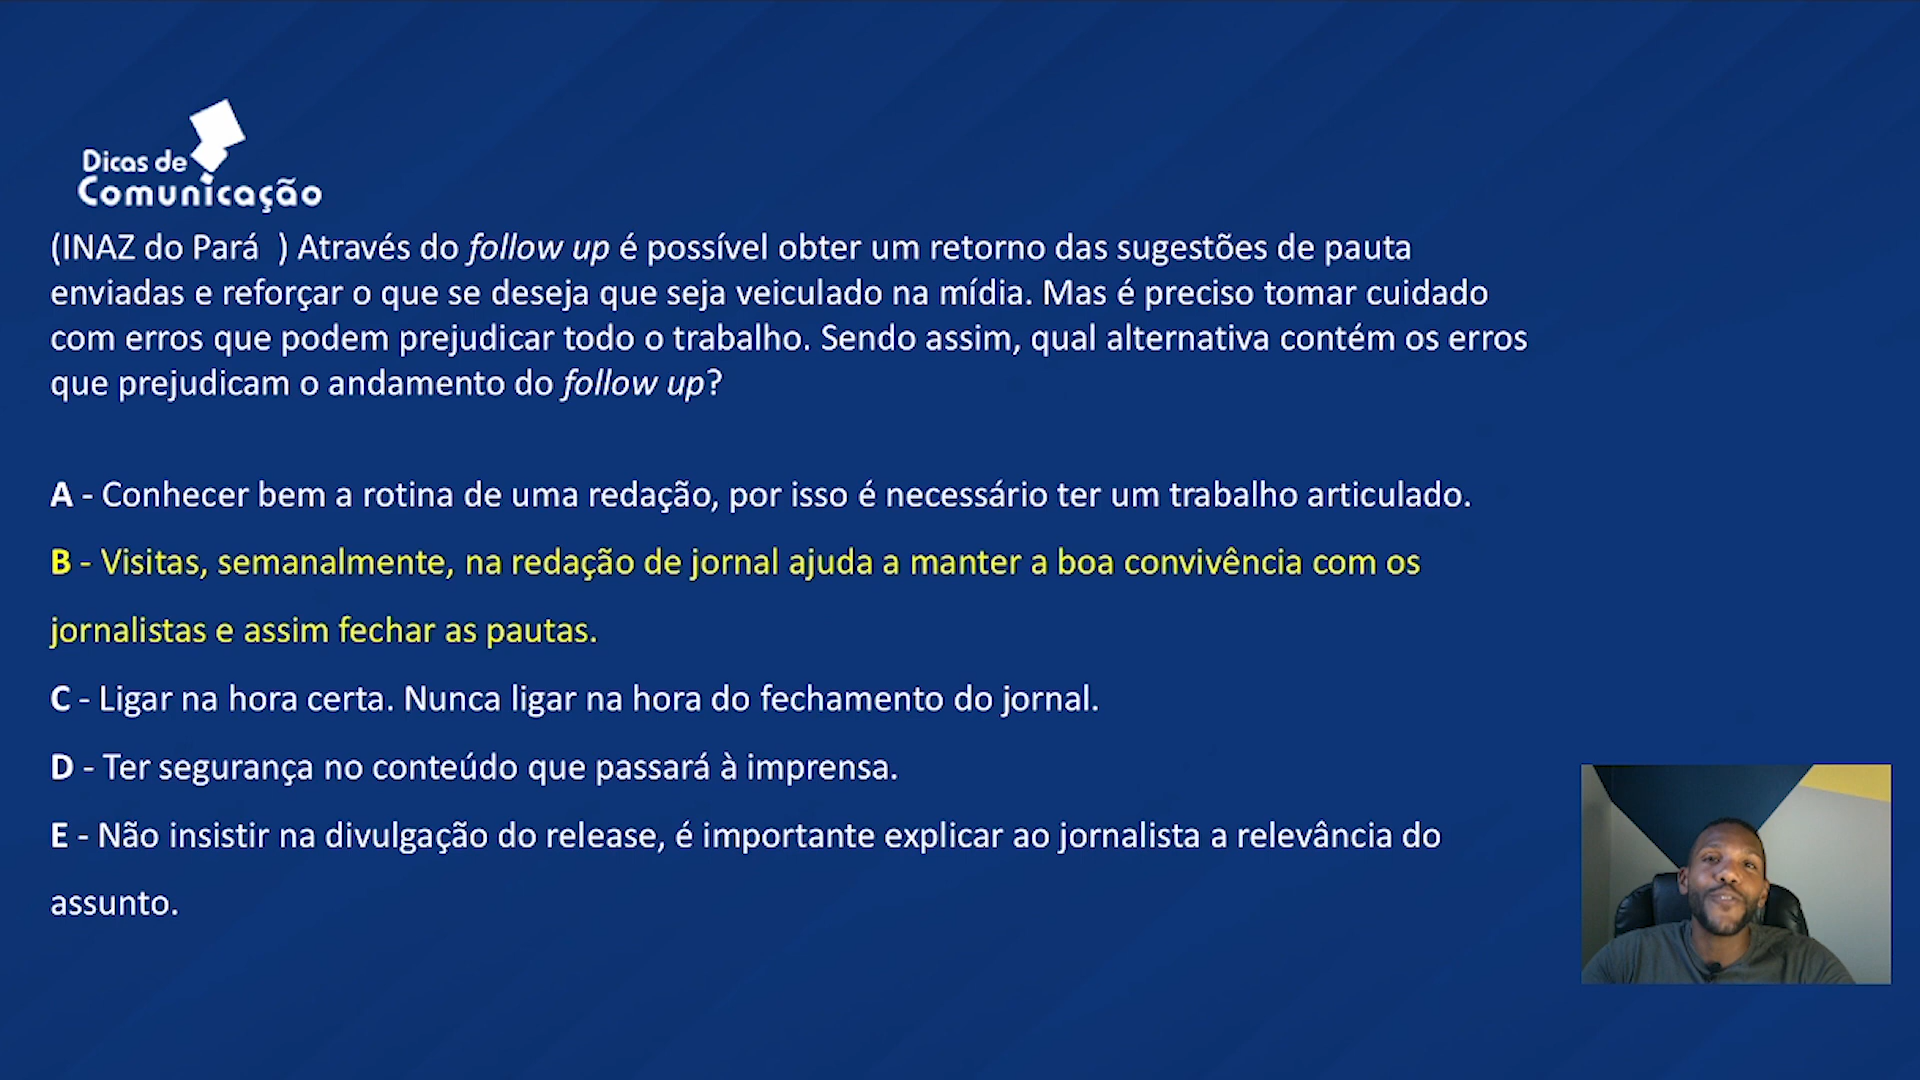 Dicas de
Comunicação
(INAZ do Pará  ) Através do follow up é possível obter um retorno das sugestões de pauta
enviadas e reforçar o que se deseja que seja veiculado na mídia. Mas é preciso tomar cuidado
com erros que podem prejudicar todo o trabalho. Sendo assim, qual alternativa contém os erros
que prejudicam o andamento do follow up?
A - Conhecer bem a rotina de uma redação, por isso é necessário ter um trabalho articulado.
B - Visitas, semanalmente, na redação de jornal ajuda a manter a boa convivência com os
jornalistas e assim fechar as pautas.
C - Ligar na hora certa. Nunca ligar na hora do fechamento do jornal.
D - Ter segurança no conteúdo que passará à imprensa.
E - Não insistir na divulgação do release, é importante explicar ao jornalista a relevância do
assunto.